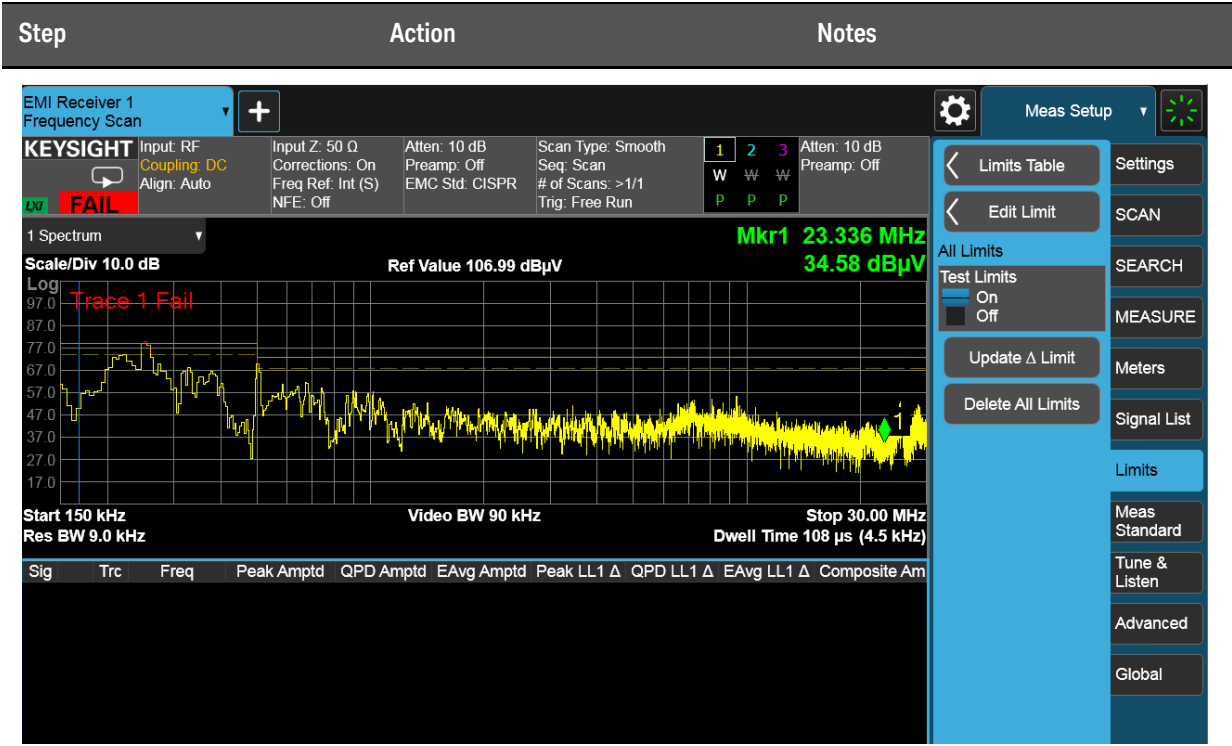 Step Action Notes
EMI Receiver 1
Frequency Scan
+
Meas Setup
KEYSIGHT
LXI
FAIL
Input: RF
Coupling: DC
Align: Auto
Input Z: 50 Ω
Corrections: On
Freq Ref: Int (S)
NFE: Off
Atten: 10 dB
Preamp: Off
EMC Std: CISPR
Scan Type: Smooth
Seq: Scan
# of Scans: >1/1
Trig: Free Run
1 2 3
W W W
P P P
Atten: 10 dB
Preamp: Off
1 Spectrum
Scale/Div 10.0 dB
Ref Value 106.99 dBµV
Mkr1 23.336 MHz
34.58 dBµV
Log
Trace 1 Fail
97.0
87.0
77.0
67.0
57.0
47.0
37.0
27.0
17.0
1
Start 150 kHz
Res BW 9.0 kHz
Video BW 90 kHz
Stop 30.00 MHz
Dwell Time 108 µs (4.5 kHz)
Sig Trc Freq Peak Amptd QPD Amptd EAvg Amptd Peak LL1 Δ QPD LL1 Δ EAvg LL1 Δ Composite Am
Limits Table
Edit Limit
All Limits
Test Limits
On
Off
Update Δ Limit
Delete All Limits
Settings
SCAN
SEARCH
MEASURE
Meters
Signal List
Limits
Meas
Standard
Tune &
Listen
Advanced
Global